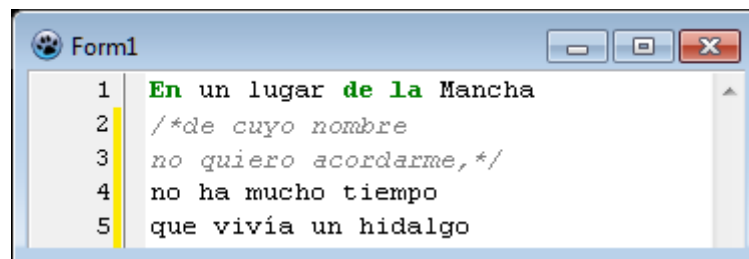 Form1
1 En un lugar de la Mancha
2 /*de cuyo nombre
3 no quiero acordarme,*/
4 no ha mucho tiempo
5 que vivía un hidalgo